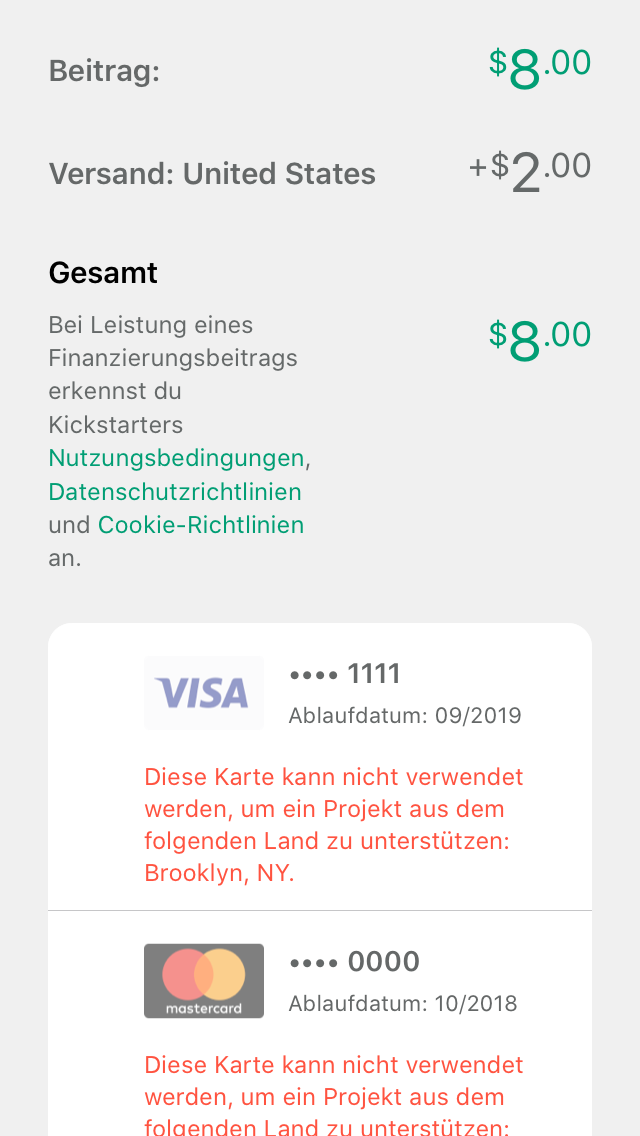 Beitrag: $8.00
Versand: United States +$2.00
Gesamt
Bei Leistung eines
Finanzierungsbeitrags
erkennst du
Kickstarters
Nutzungsbedingungen,
Datenschutzrichtlinien
und Cookie-Richtlinien
an.
$8.00
VISA
•••• 1111
Ablaufdatum: 09/2019
Diese Karte kann nicht verwendet
werden, um ein Projekt aus dem
folgenden Land zu unterstützen:
Brooklyn, NY.
mastercard
•••• 0000
Ablaufdatum: 10/2018
Diese Karte kann nicht verwendet
werden, um ein Projekt aus dem
folgenden Land zu unterstützen: